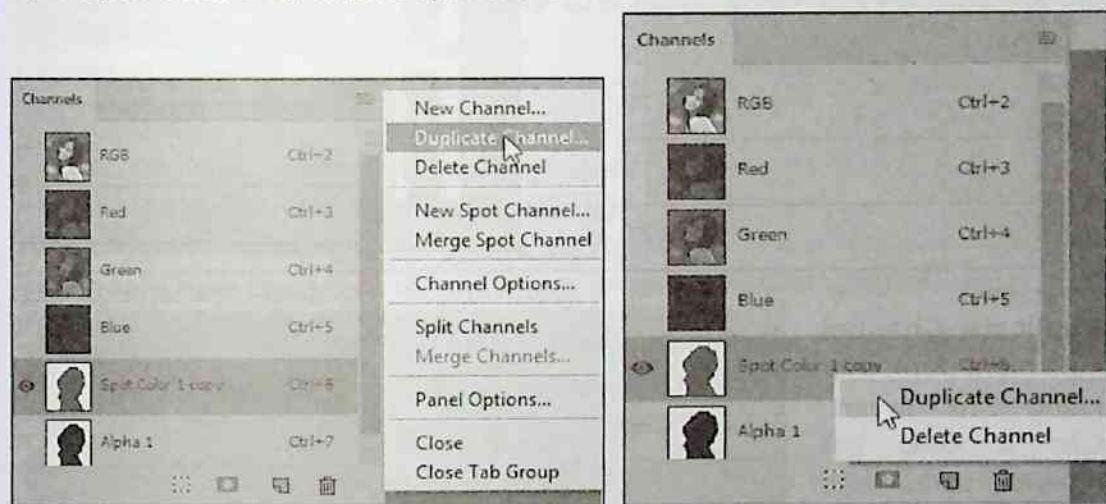 Channels
RGB Ctrl+2
Red Ctrl+3
Green Ctrl+4
Blue Ctrl+5
Spot Color 1 copy Ctrl+6
Alpha 1 Ctrl+7
New Channel...
Duplicate Channel...
Delete Channel
New Spot Channel...
Merge Spot Channel
Channel Options...
Split Channels
Merge Channels...
Panel Options...
Close
Close Tab Group
Channels
RGB Ctrl+2
Red Ctrl+3
Green Ctrl+4
Blue Ctrl+5
Spot Color 1 copy Ctrl+6
Alpha 1
Duplicate Channel...
Delete Channel